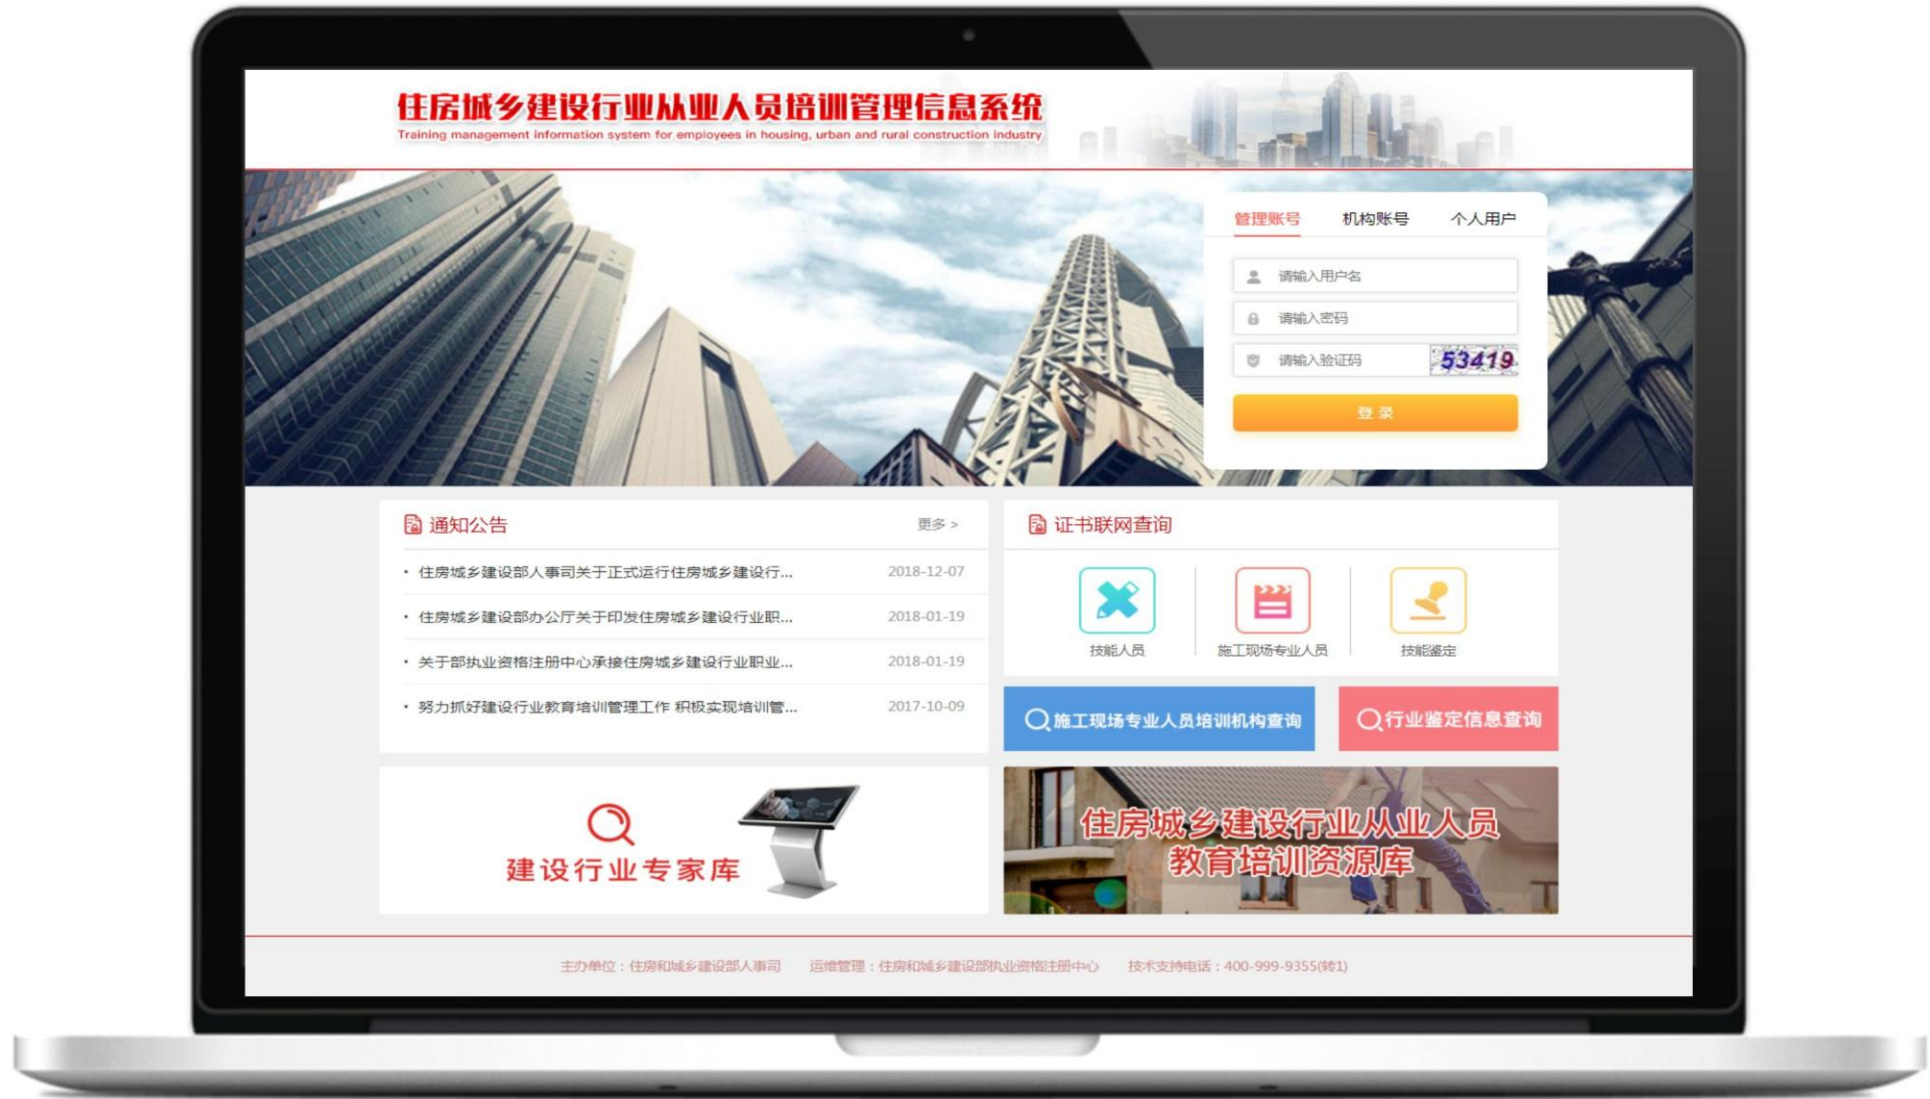 住房城乡建设行业从业人员培训管理信息系统
Training management information system for employees in housing, urban and rural construction industry
管理账号 机构账号 个人用户
请输入用户名
请输入密码
请输入验证码 53419
登 录
通知公告 更多 >
· 住房城乡建设部人事司关于正式运行住房城乡建设行... 2018-12-07
· 住房城乡建设部办公厅关于印发住房城乡建设行业职... 2018-01-19
· 关于部执业资格注册中心承接住房城乡建设行业职业... 2018-01-19
· 努力抓好建设行业教育培训管理工作 积极实现培训管... 2017-10-09
证书联网查询
技能人员 施工现场专业人员 技能鉴定
施工现场专业人员培训机构查询 行业鉴定信息查询
建设行业专家库
住房城乡建设行业从业人员
教育培训资源库
主办单位：住房和城乡建设部人事司 运维管理：住房和城乡建设部执业资格注册中心 技术支持电话：400-999-9355(转1)